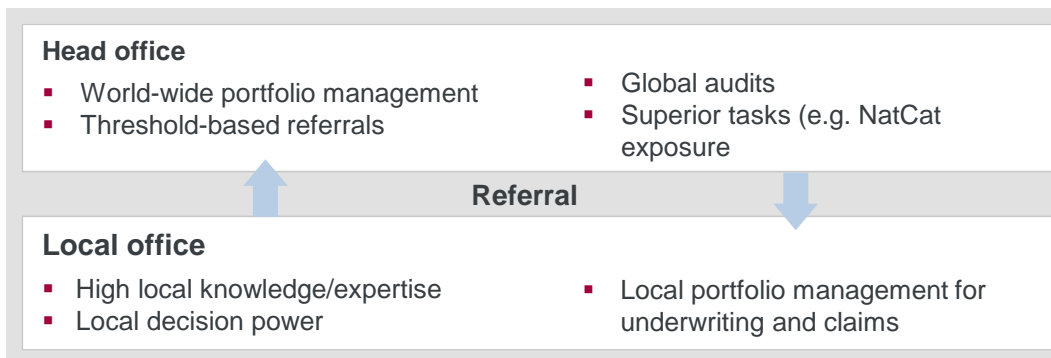 Head office
▪ World-wide portfolio management
▪ Threshold-based referrals
▪ Global audits
▪ Superior tasks (e.g. NatCat
exposure
Referral
Local office
▪ High local knowledge/expertise
▪ Local decision power
▪ Local portfolio management for
underwriting and claims